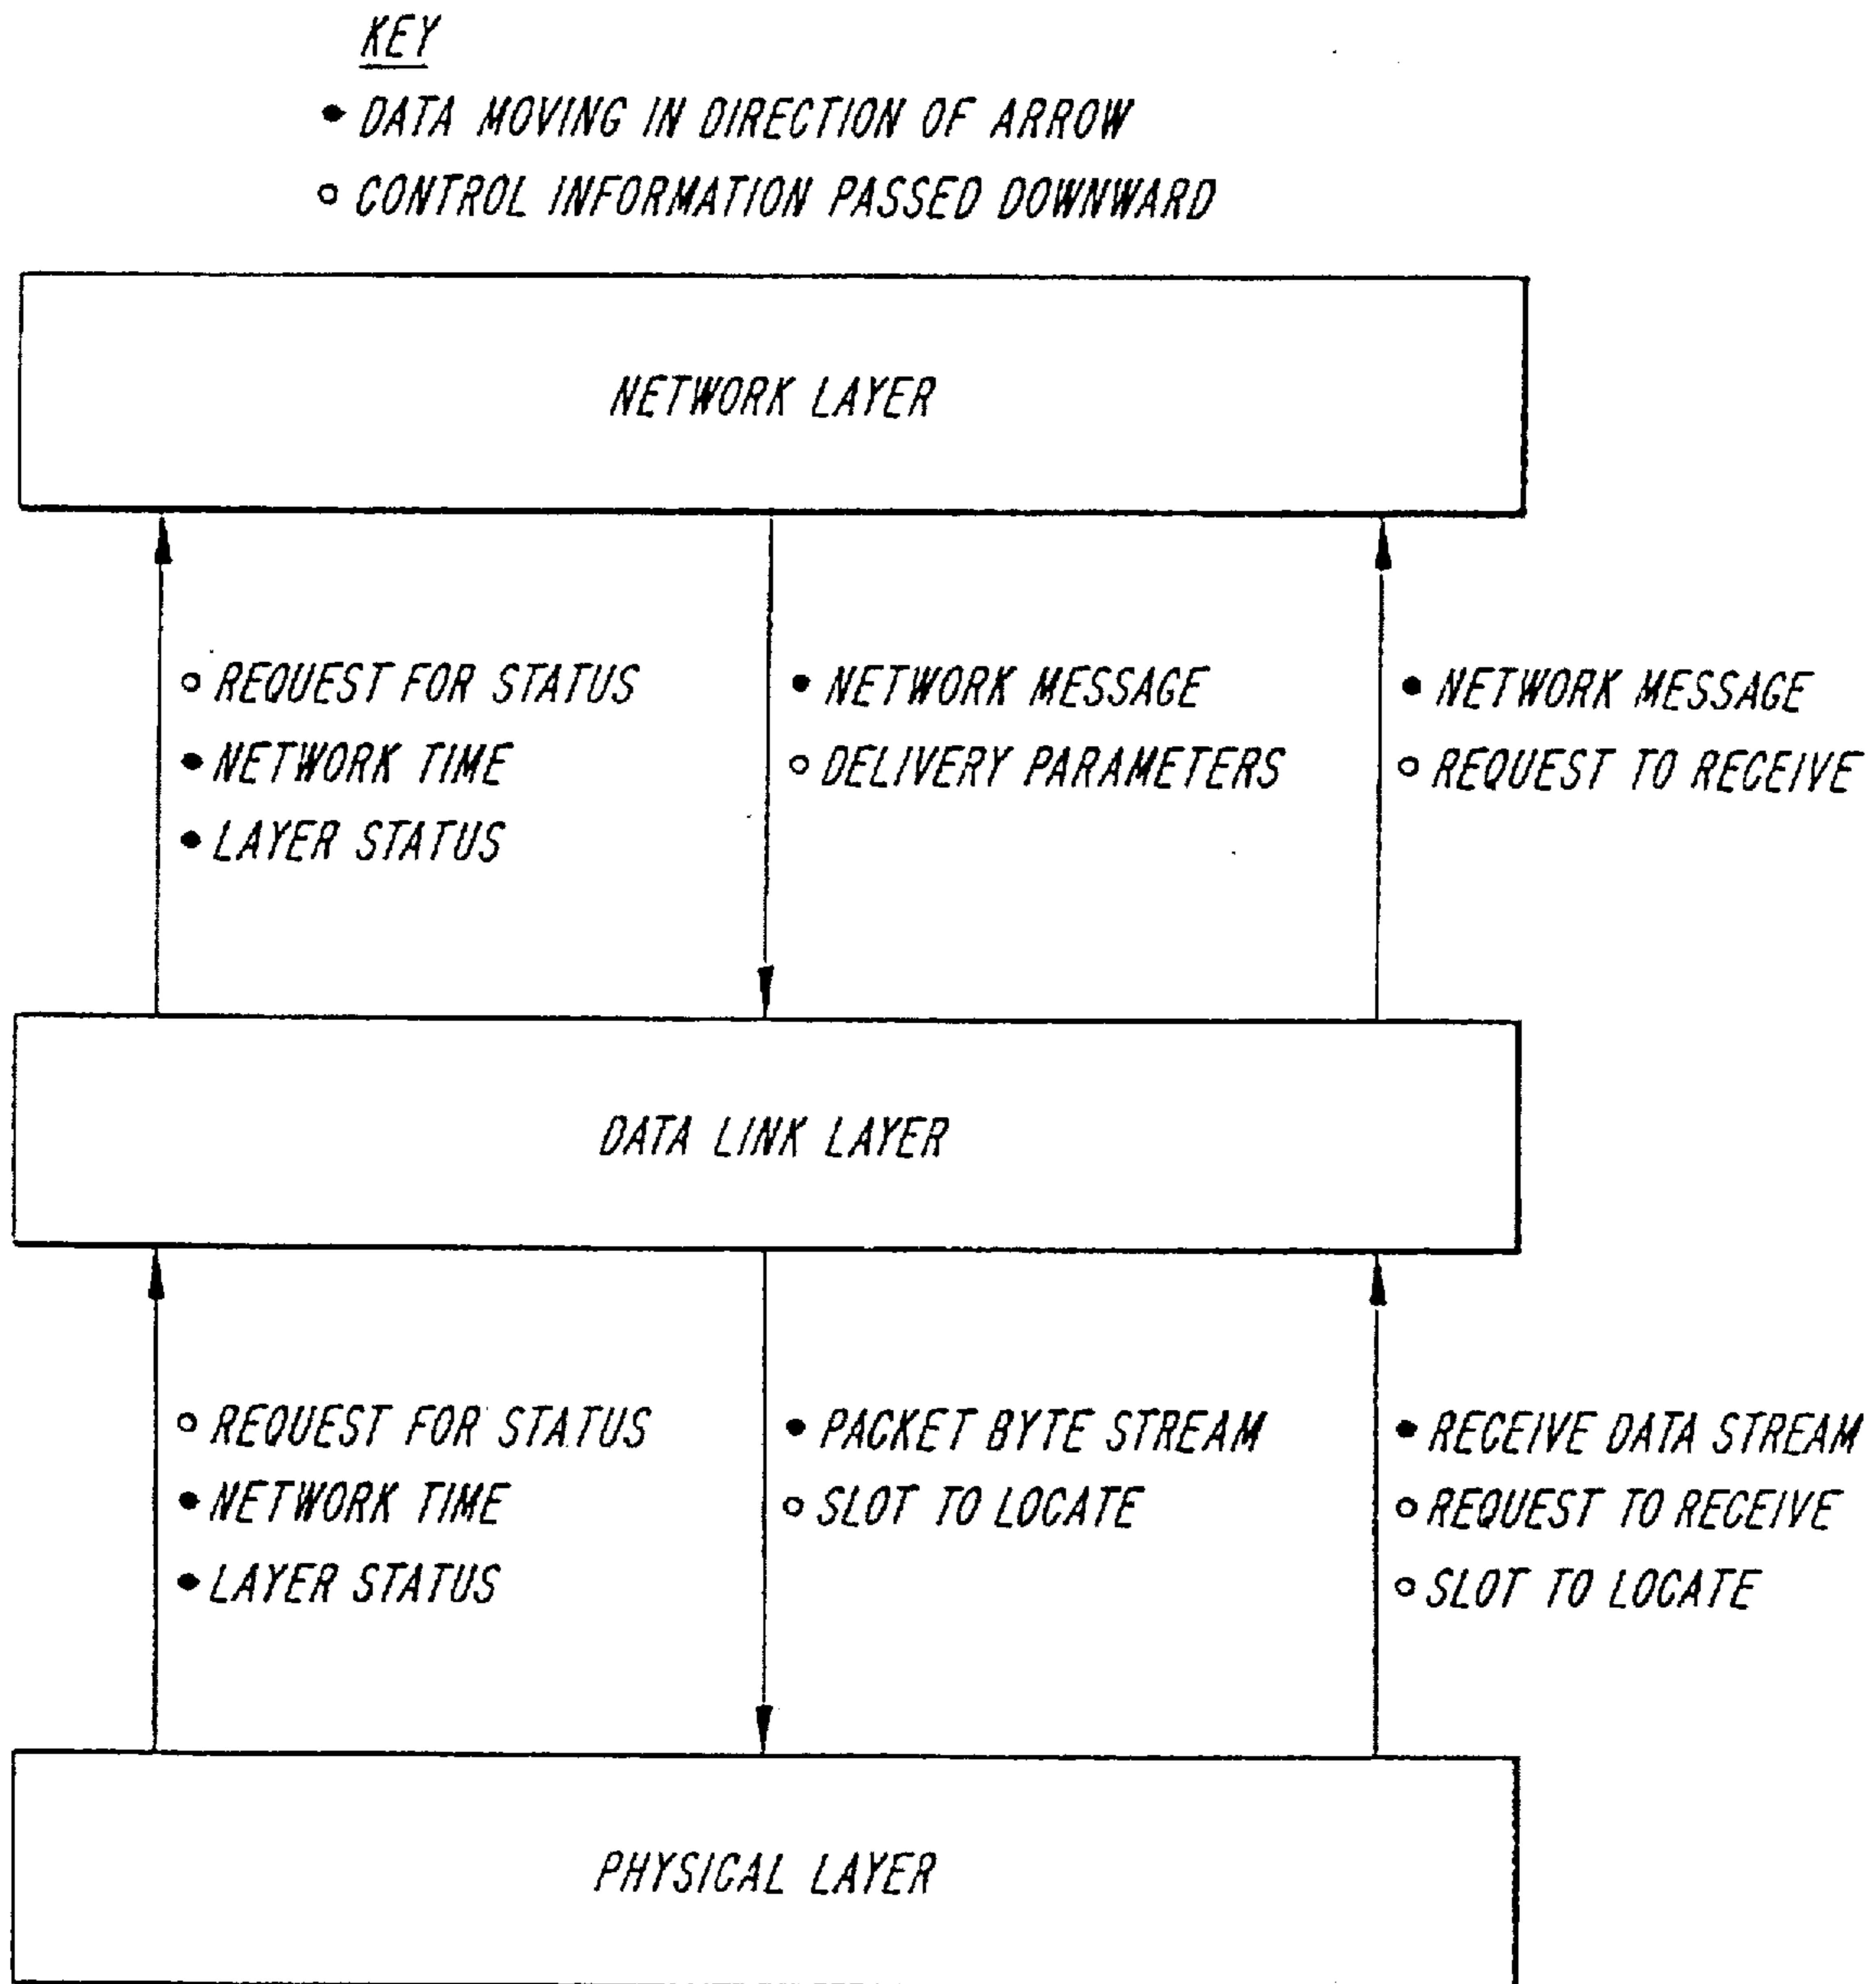 KEY
• DATA MOVING IN DIRECTION OF ARROW
○ CONTROL INFORMATION PASSED DOWNWARD
NETWORK LAYER
○ REQUEST FOR STATUS
• NETWORK TIME
• LAYER STATUS
• NETWORK MESSAGE
○ DELIVERY PARAMETERS
• NETWORK MESSAGE
○ REQUEST TO RECEIVE
DATA LINK LAYER
○ REQUEST FOR STATUS
• NETWORK TIME
• LAYER STATUS
• PACKET BYTE STREAM
○ SLOT TO LOCATE
• RECEIVE DATA STREAM
○ REQUEST TO RECEIVE
○ SLOT TO LOCATE
PHYSICAL LAYER